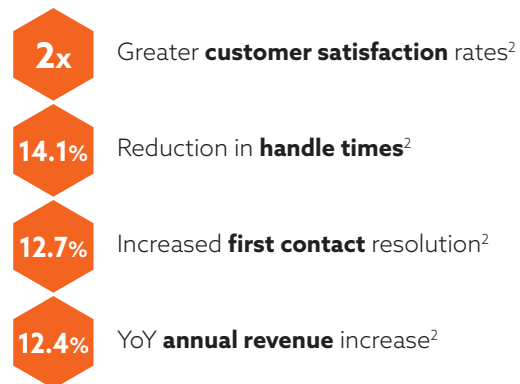 2x Greater customer satisfaction rates²
14.1% Reduction in handle times²
12.7% Increased first contact resolution²
12.4% YoY annual revenue increase²